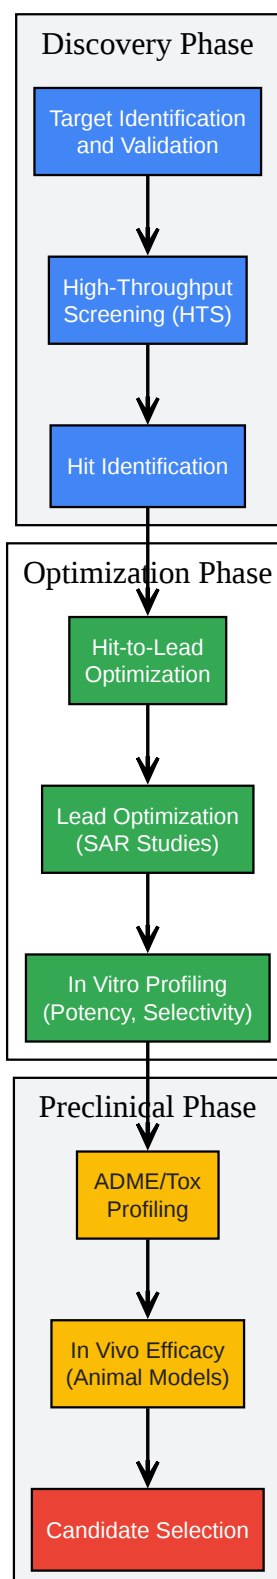 Discovery Phase
Target Identification
and Validation
High-Throughput
Screening (HTS)
Hit Identification
Optimization Phase
Hit-to-Lead
Optimization
Lead Optimization
(SAR Studies)
In Vitro Profiling
(Potency, Selectivity)
Preclinical Phase
ADME/Tox
Profiling
In Vivo Efficacy
(Animal Models)
Candidate Selection